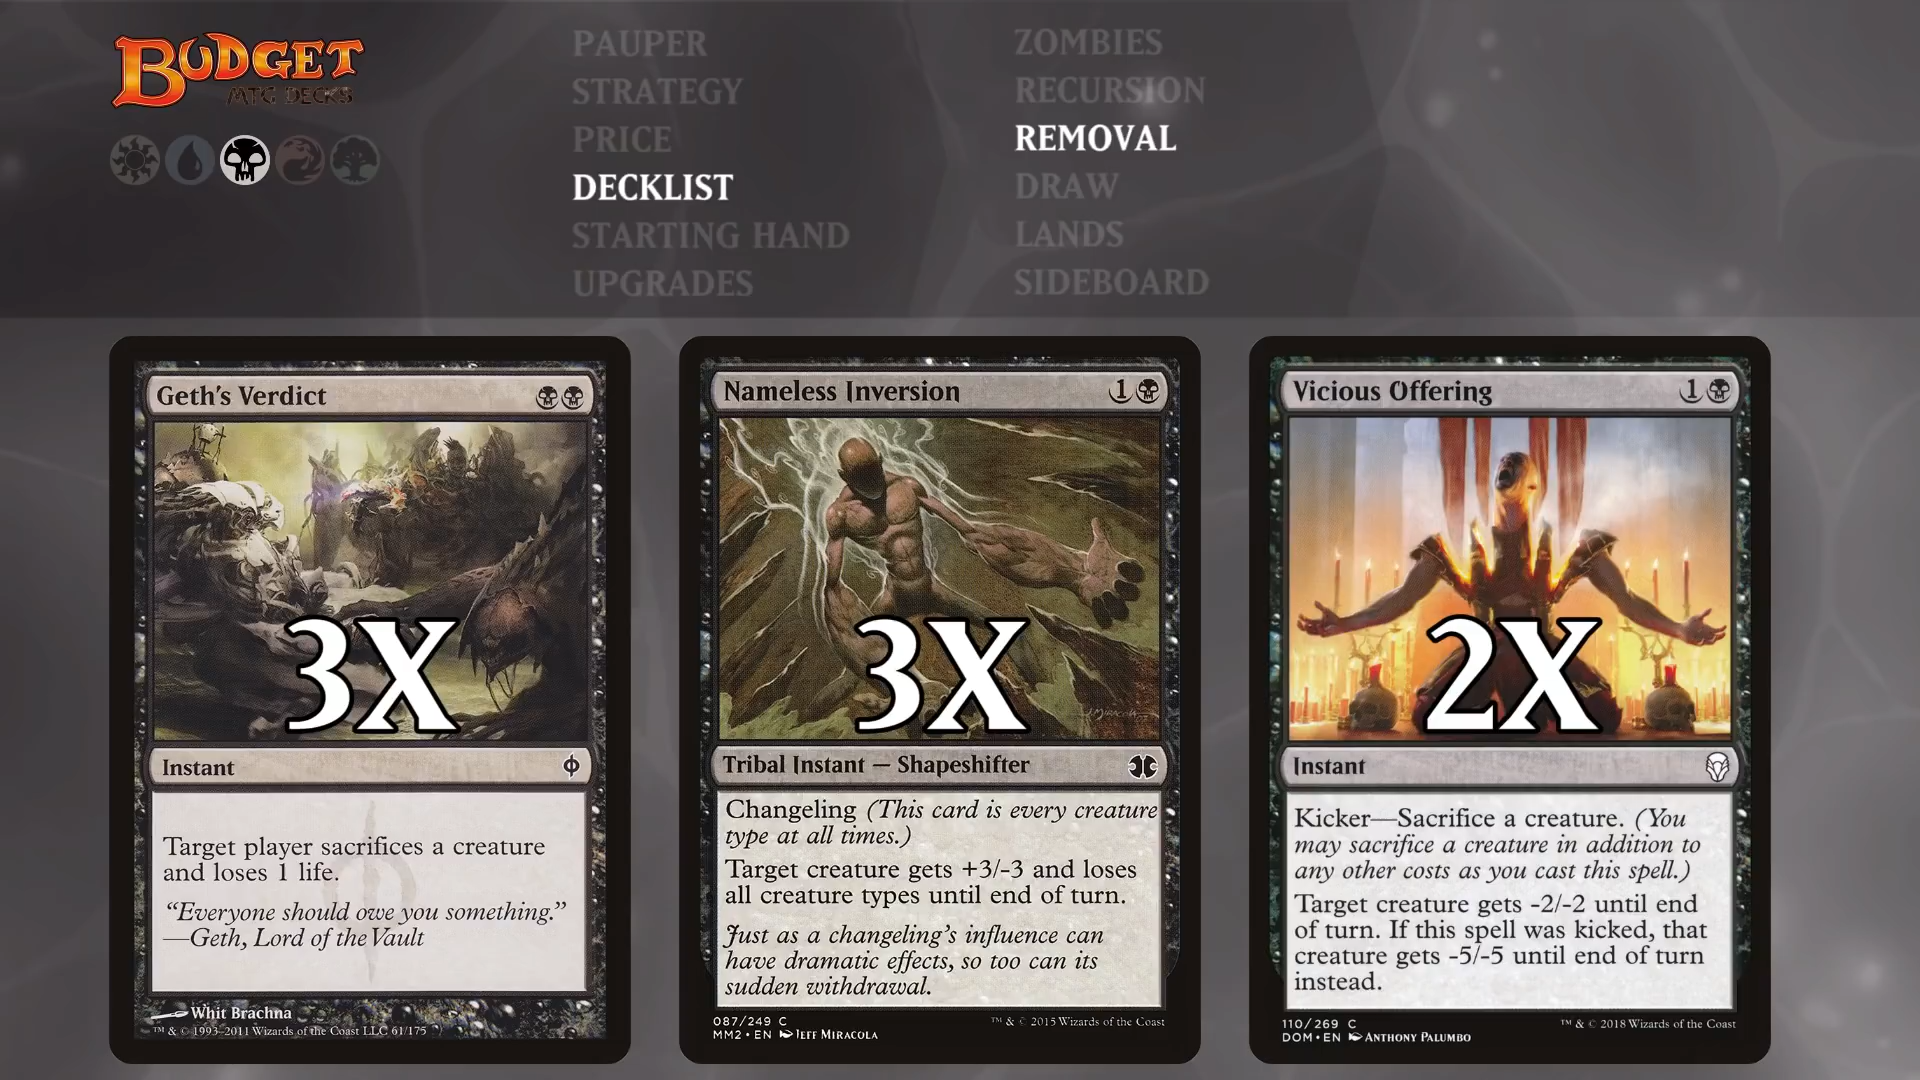 BUDGET
MTG DECKS
PAUPER
STRATEGY
PRICE
DECKLIST
STARTING HAND
UPGRADES
ZOMBIES
RECURSION
REMOVAL
DRAW
LANDS
SIDEBOARD
Geth's Verdict
3X
Instant
Target player sacrifices a creature
and loses 1 life.
“Everyone should owe you something.”
—Geth, Lord of the Vault
Whit Brachna
™ & © 1993–2011 Wizards of the Coast LLC 61/175
Nameless Inversion
1
3X
Tribal Instant — Shapeshifter
Changeling (This card is every creature
type at all times.)
Target creature gets +3/-3 and loses
all creature types until end of turn.
Just as a changeling's influence can
have dramatic effects, so too can its
sudden withdrawal.
087/249 C
MM2 • EN JEFF MIRACOLA
™ & © 2015 Wizards of the Coast
Vicious Offering
1
2X
Instant
Kicker—Sacrifice a creature. (You
may sacrifice a creature in addition to
any other costs as you cast this spell.)
Target creature gets -2/-2 until end
of turn. If this spell was kicked, that
creature gets -5/-5 until end of turn
instead.
110/269 C
DOM • EN ANTHONY PALUMBO
™ & © 2018 Wizards of the Coast